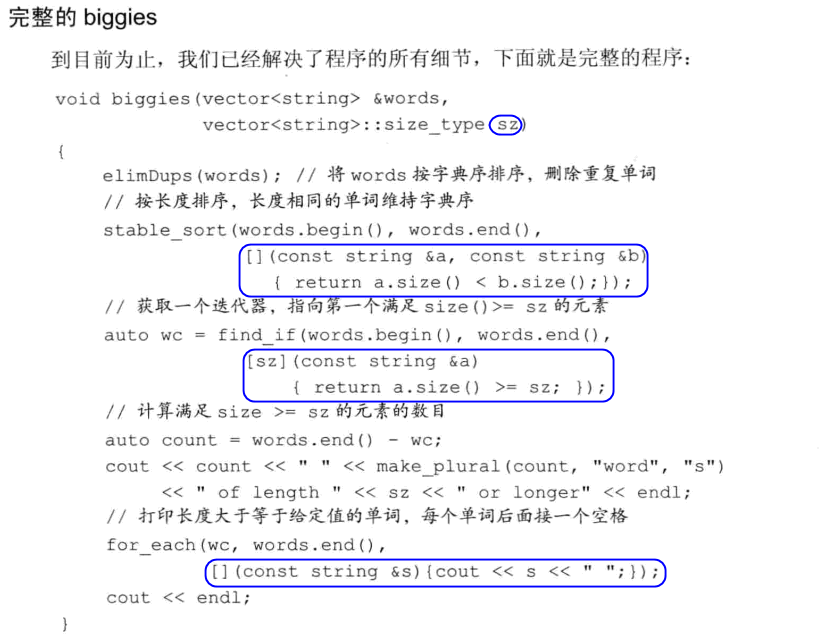 完整的 biggies
到目前为止，我们已经解决了程序的所有细节，下面就是完整的程序：
void biggies(vector<string> &words,
vector<string>::size_type sz)
{
elimDups(words); // 将 words 按字典序排序，删除重复单词
// 按长度排序，长度相同的单词维持字典序
stable_sort(words.begin(), words.end(),
[](const string &a, const string &b)
{ return a.size() < b.size();});
// 获取一个迭代器，指向第一个满足 size()>= sz 的元素
auto wc = find_if(words.begin(), words.end(),
[sz](const string &a)
{ return a.size() >= sz; });
// 计算满足 size >= sz 的元素的数目
auto count = words.end() - wc;
cout << count << " " << make_plural(count, "word", "s")
<< " of length " << sz << " or longer" << endl;
// 打印长度大于等于给定值的单词，每个单词后面接一个空格
for_each(wc, words.end(),
[](const string &s){cout << s << " ";});
cout << endl;
}